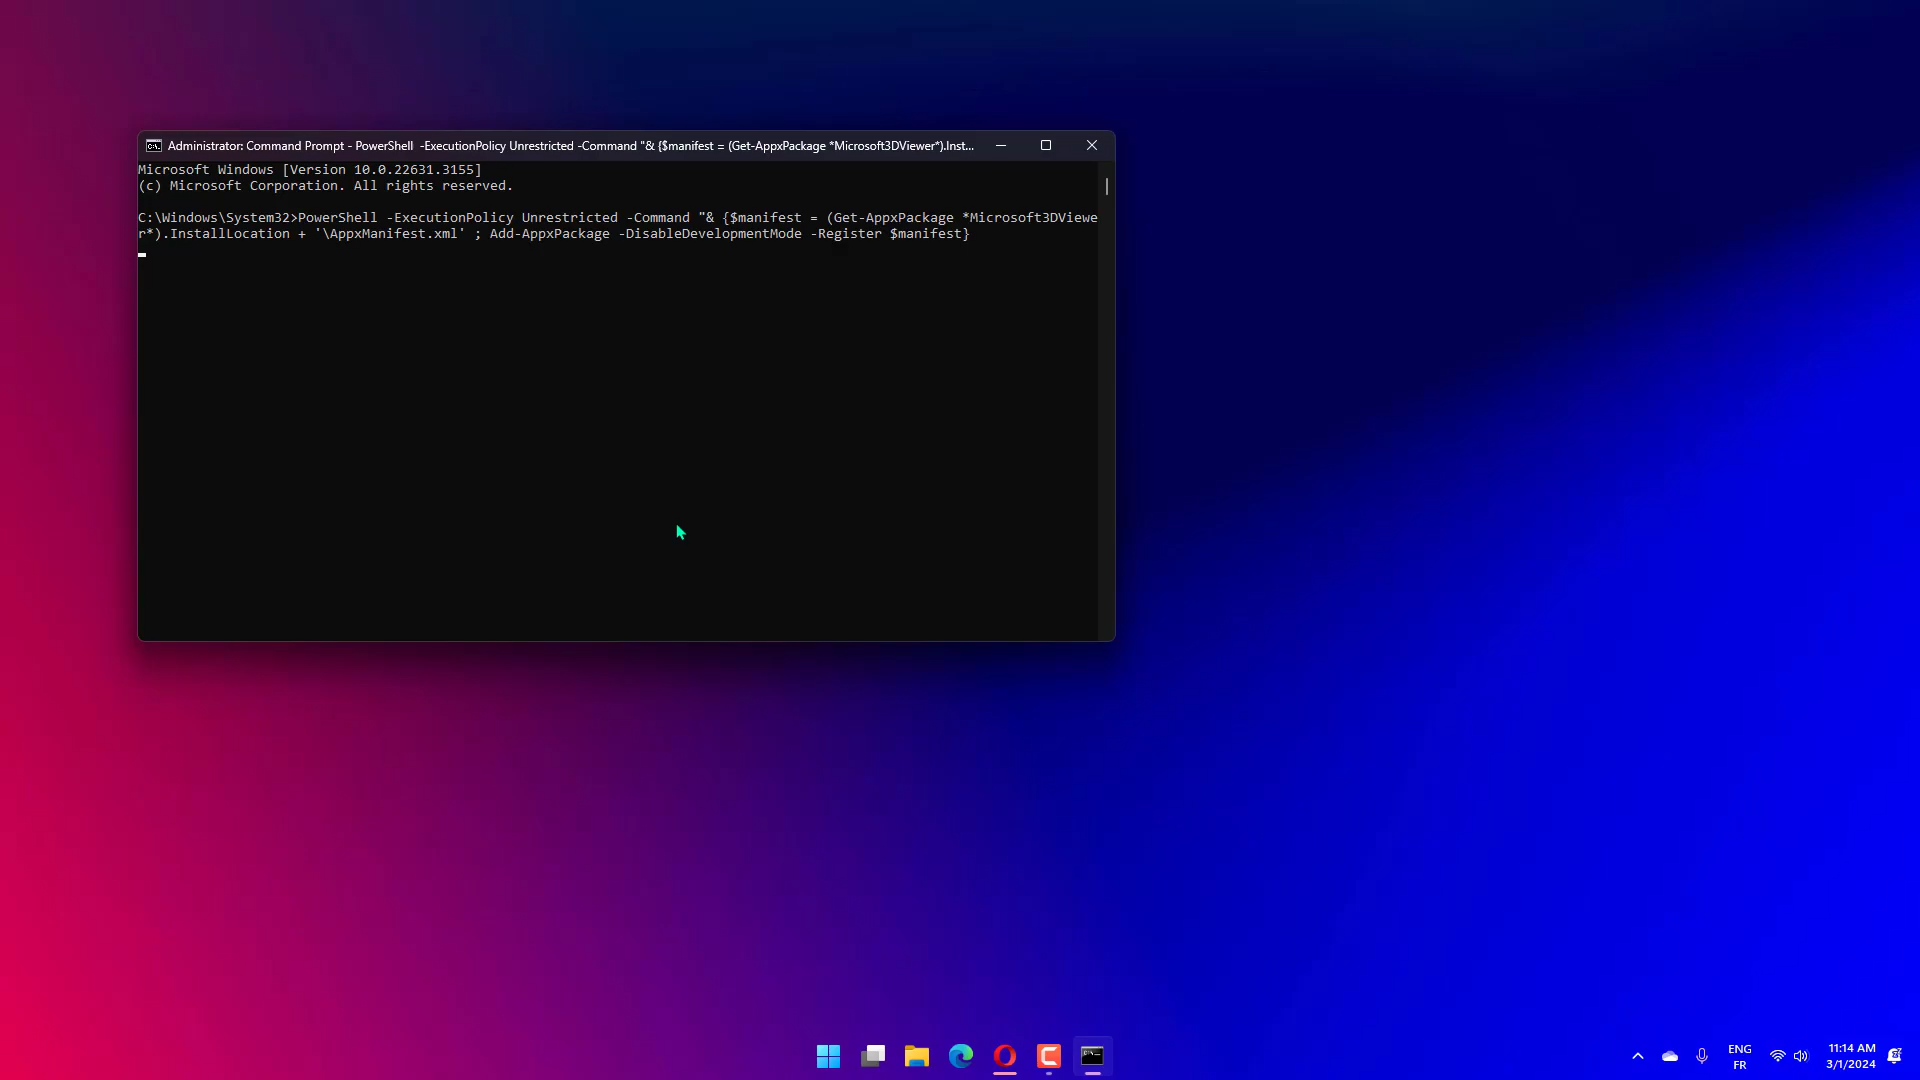 Administrator: Command Prompt - PowerShell  -ExecutionPolicy Unrestricted -Command "& {$manifest = (Get-AppxPackage *Microsoft3DViewer*).Inst...
Microsoft Windows [Version 10.0.22631.3155]
(c) Microsoft Corporation. All rights reserved.
C:\Windows\System32>PowerShell -ExecutionPolicy Unrestricted -Command "& {$manifest = (Get-AppxPackage *Microsoft3DViewe
r*).InstallLocation + '\AppxManifest.xml' ; Add-AppxPackage -DisableDevelopmentMode -Register $manifest}
ENG
FR
11:14 AM
3/1/2024